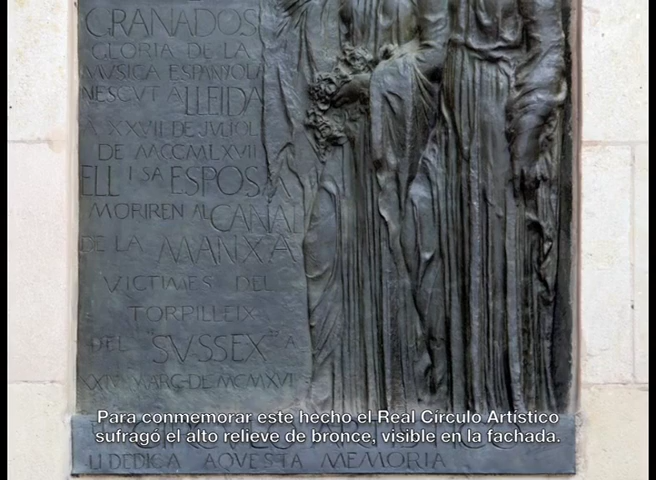 GRANADOS
GLORIA DE LA
MVSICA ESPANYOLA
NESCVT A LLEIDA
A XXVII DE JVLIOL
DE MCCMLXVII
ELL I SA ESPOSA
MORIREN AL CANAL
DE LA MANXA
VICTIMES DEL
TORPILLEIX
DEL "SVSSEX" A
XXIV MARÇ DE MCMXVI
Para conmemorar este hecho el Real Círculo Artístico
sufragó el alto relieve de bronce, visible en la fachada.
LI DEDICA AQVESTA MEMORIA